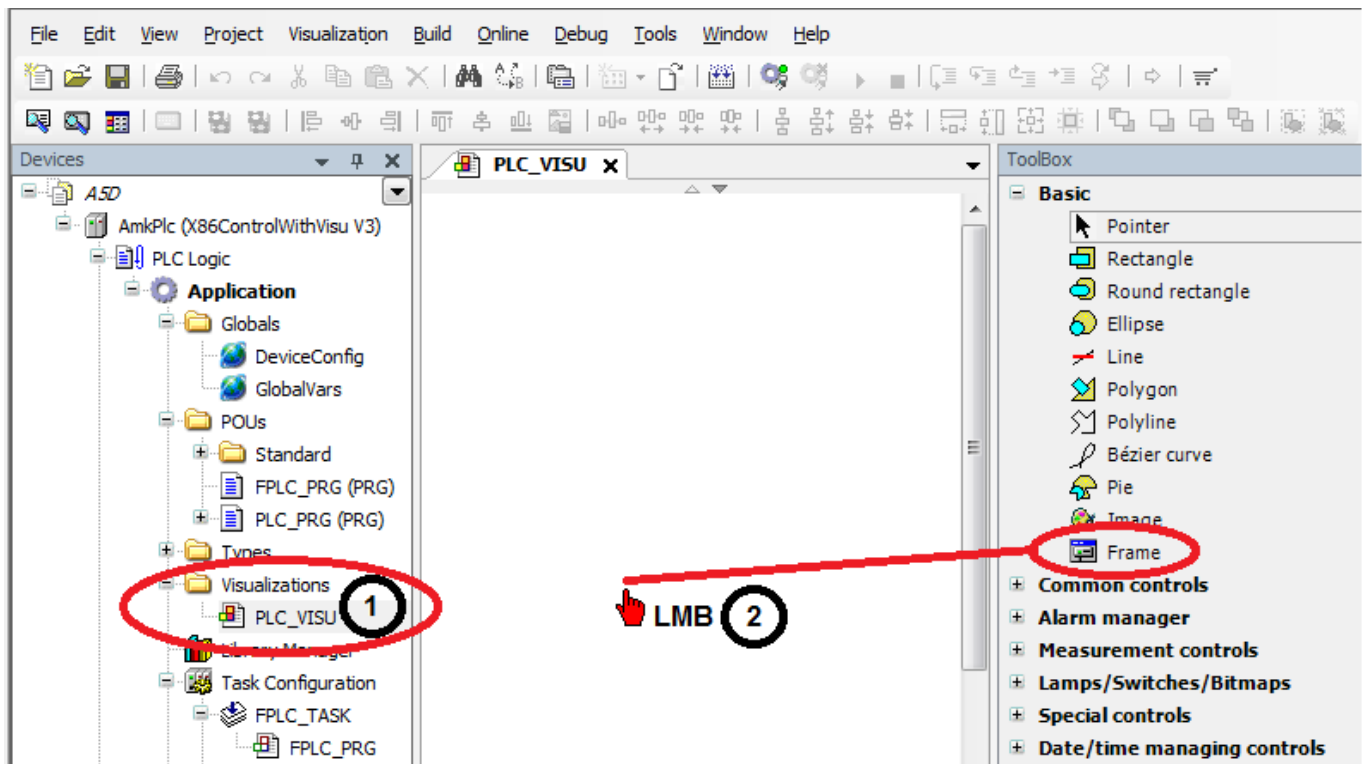 File Edit View Project Visualization Build Online Debug Tools Window Help
Devices
A5D
AmkPlc (X86ControlWithVisu V3)
PLC Logic
Application
Globals
DeviceConfig
GlobalVars
POUs
Standard
FPLC_PRG (PRG)
PLC_PRG (PRG)
Types
Visualizations
PLC_VISU
1
Library Manager
Task Configuration
FPLC_TASK
FPLC_PRG
PLC_VISU
LMB 2
ToolBox
Basic
Pointer
Rectangle
Round rectangle
Ellipse
Line
Polygon
Polyline
Bézier curve
Pie
Image
Frame
Common controls
Alarm manager
Measurement controls
Lamps/Switches/Bitmaps
Special controls
Date/time managing controls